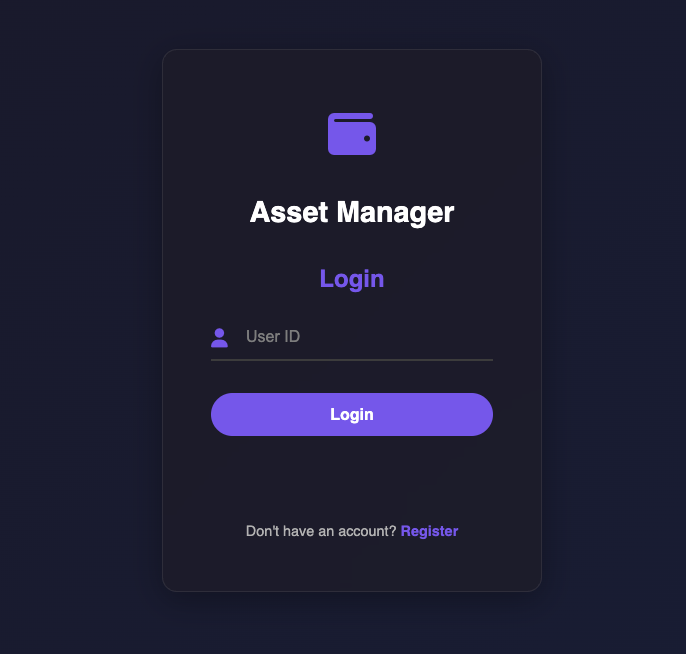 Asset Manager
Login
User ID
Login
Don't have an account? Register